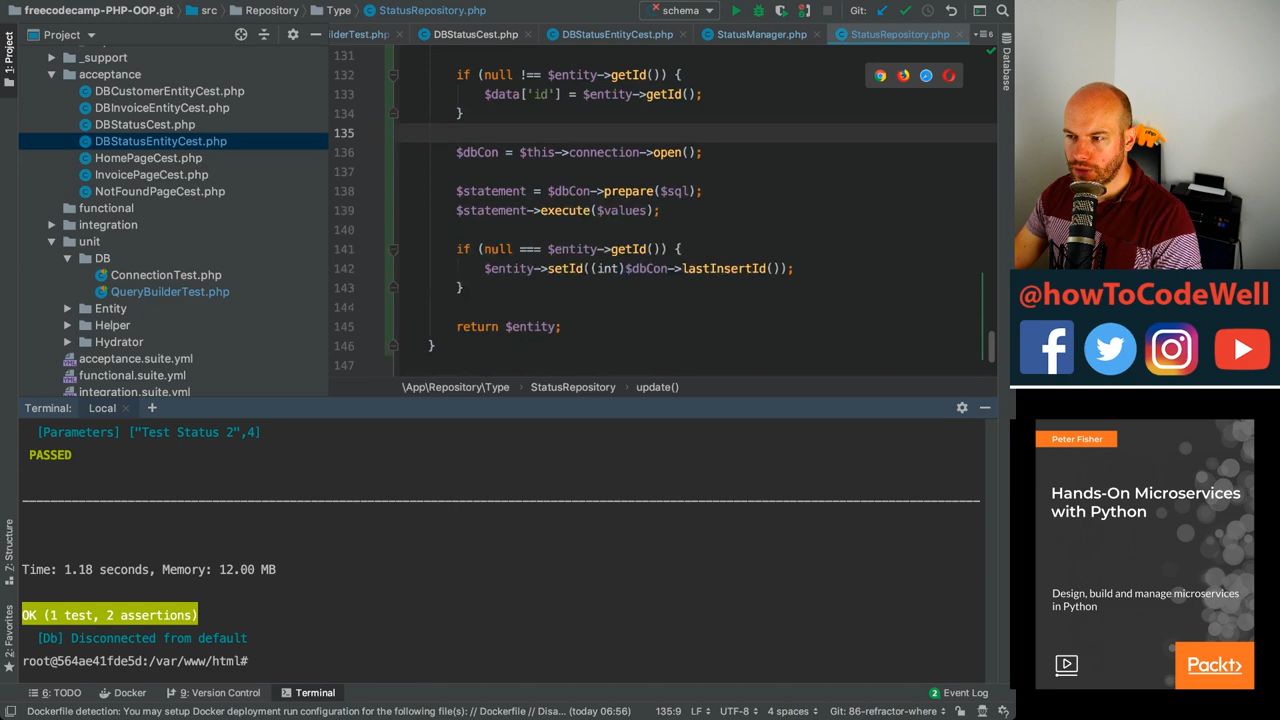 freecodecamp-PHP-OOP.git
src
Repository
Type
StatusRepository.php
schema
Git:
1: Project
Project
ilderTest.php
DBStatusCest.php
DBStatusEntityCest.php
StatusManager.php
StatusRepository.php
6
_support
acceptance
DBCustomerEntityCest.php
DBInvoiceEntityCest.php
DBStatusCest.php
DBStatusEntityCest.php
HomePageCest.php
InvoicePageCest.php
NotFoundPageCest.php
functional
integration
unit
DB
ConnectionTest.php
QueryBuilderTest.php
Entity
Helper
Hydrator
acceptance.suite.yml
functional.suite.yml
integration.suite.yml
131
132 if (null !== $entity->getId()) {
133 $data['id'] = $entity->getId();
134 }
135
136 $dbCon = $this->connection->open();
137
138 $statement = $dbCon->prepare($sql);
139 $statement->execute($values);
140
141 if (null === $entity->getId()) {
142 $entity->setId((int)$dbCon->lastInsertId());
143 }
144
145 return $entity;
146 }
147
\App\Repository\Type
StatusRepository
update()
Database
Terminal:
Local
[Parameters] ["Test Status 2",4]
PASSED
Time: 1.18 seconds, Memory: 12.00 MB
OK (1 test, 2 assertions)
[Db] Disconnected from default
root@564ae41fde5d:/var/www/html#
7: Structure
2: Favorites
6: TODO
Docker
9: Version Control
Terminal
2 Event Log
Dockerfile detection: You may setup Docker deployment run configuration for the following file(s): // Dockerfile // Disa... (today 06:56)
135:9
LF
UTF-8
4 spaces
Git: 86-refractor-where
@howToCodeWell
Peter Fisher
Hands-On Microservices
with Python
Design, build and manage microservices
in Python
Packt>